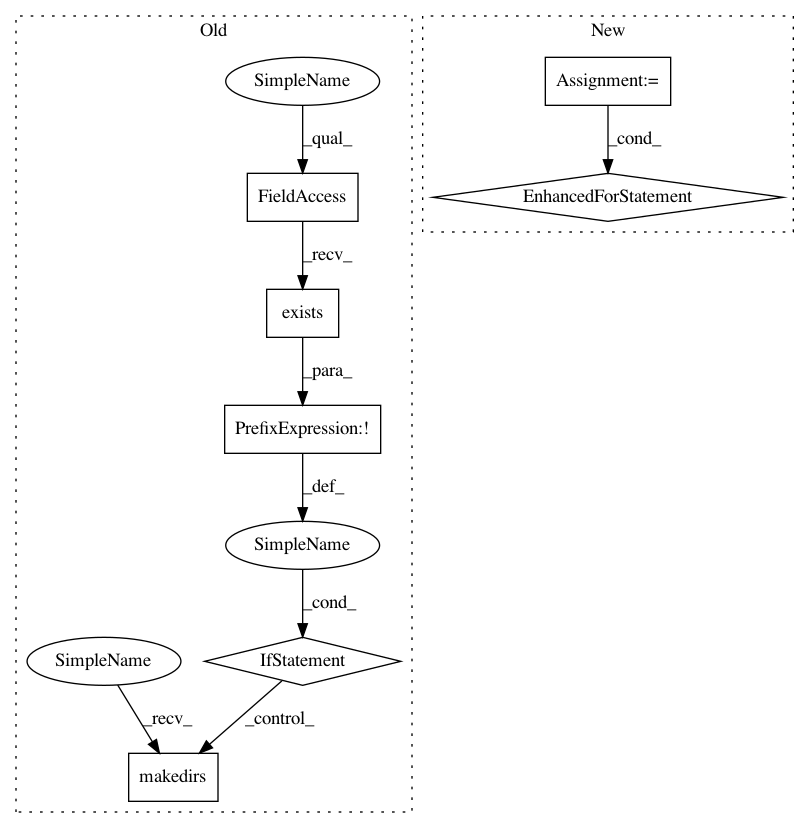 Old
New
SimpleName
Assignment:=
_qual_
_cond_
FieldAccess
EnhancedForStatement
_recv_
exists
_para_
PrefixExpression:!
_def_
SimpleName
_cond_
SimpleName
IfStatement
_recv_
_control_
makedirs